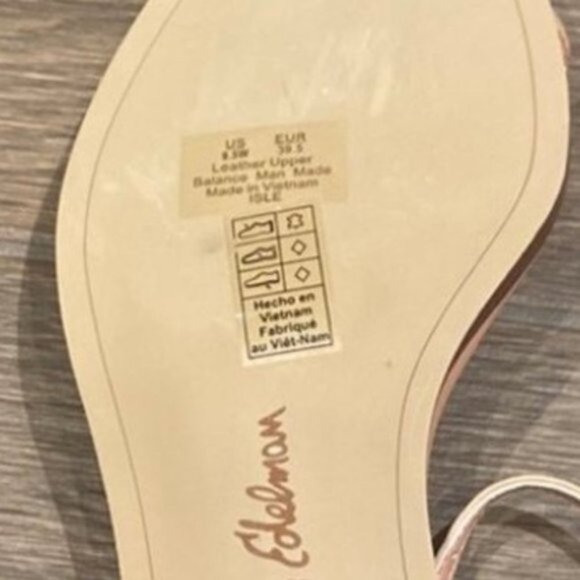 US EUR
9.5W 39.5
Leather Upper
Balance Man Made
Made in Vietnam
ISLE
Hecho en
Vietnam
Fabriqué
au Viêt-Nam
Edelman